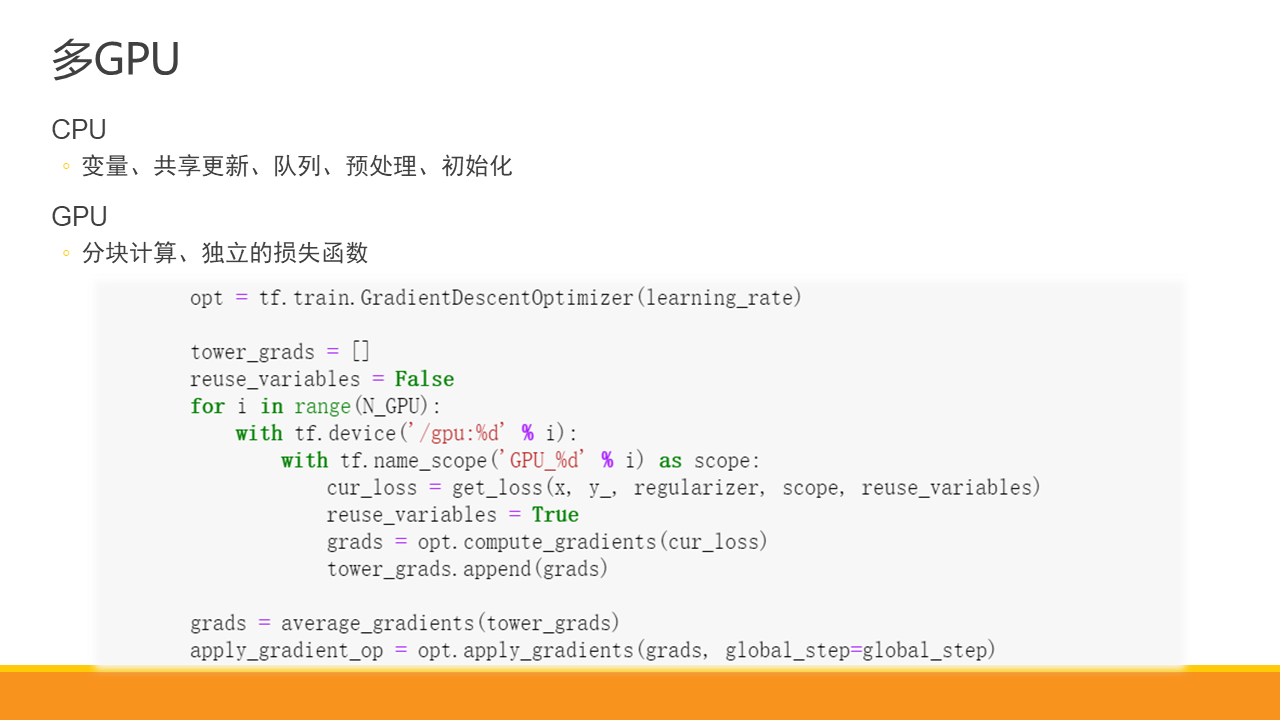 多GPU
CPU
◦ 变量、共享更新、队列、预处理、初始化
GPU
◦ 分块计算、独立的损失函数
opt = tf.train.GradientDescentOptimizer(learning_rate)
tower_grads = []
reuse_variables = False
for i in range(N_GPU):
    with tf.device('/gpu:%d' % i):
        with tf.name_scope('GPU_%d' % i) as scope:
            cur_loss = get_loss(x, y_, regularizer, scope, reuse_variables)
            reuse_variables = True
            grads = opt.compute_gradients(cur_loss)
            tower_grads.append(grads)
grads = average_gradients(tower_grads)
apply_gradient_op = opt.apply_gradients(grads, global_step=global_step)